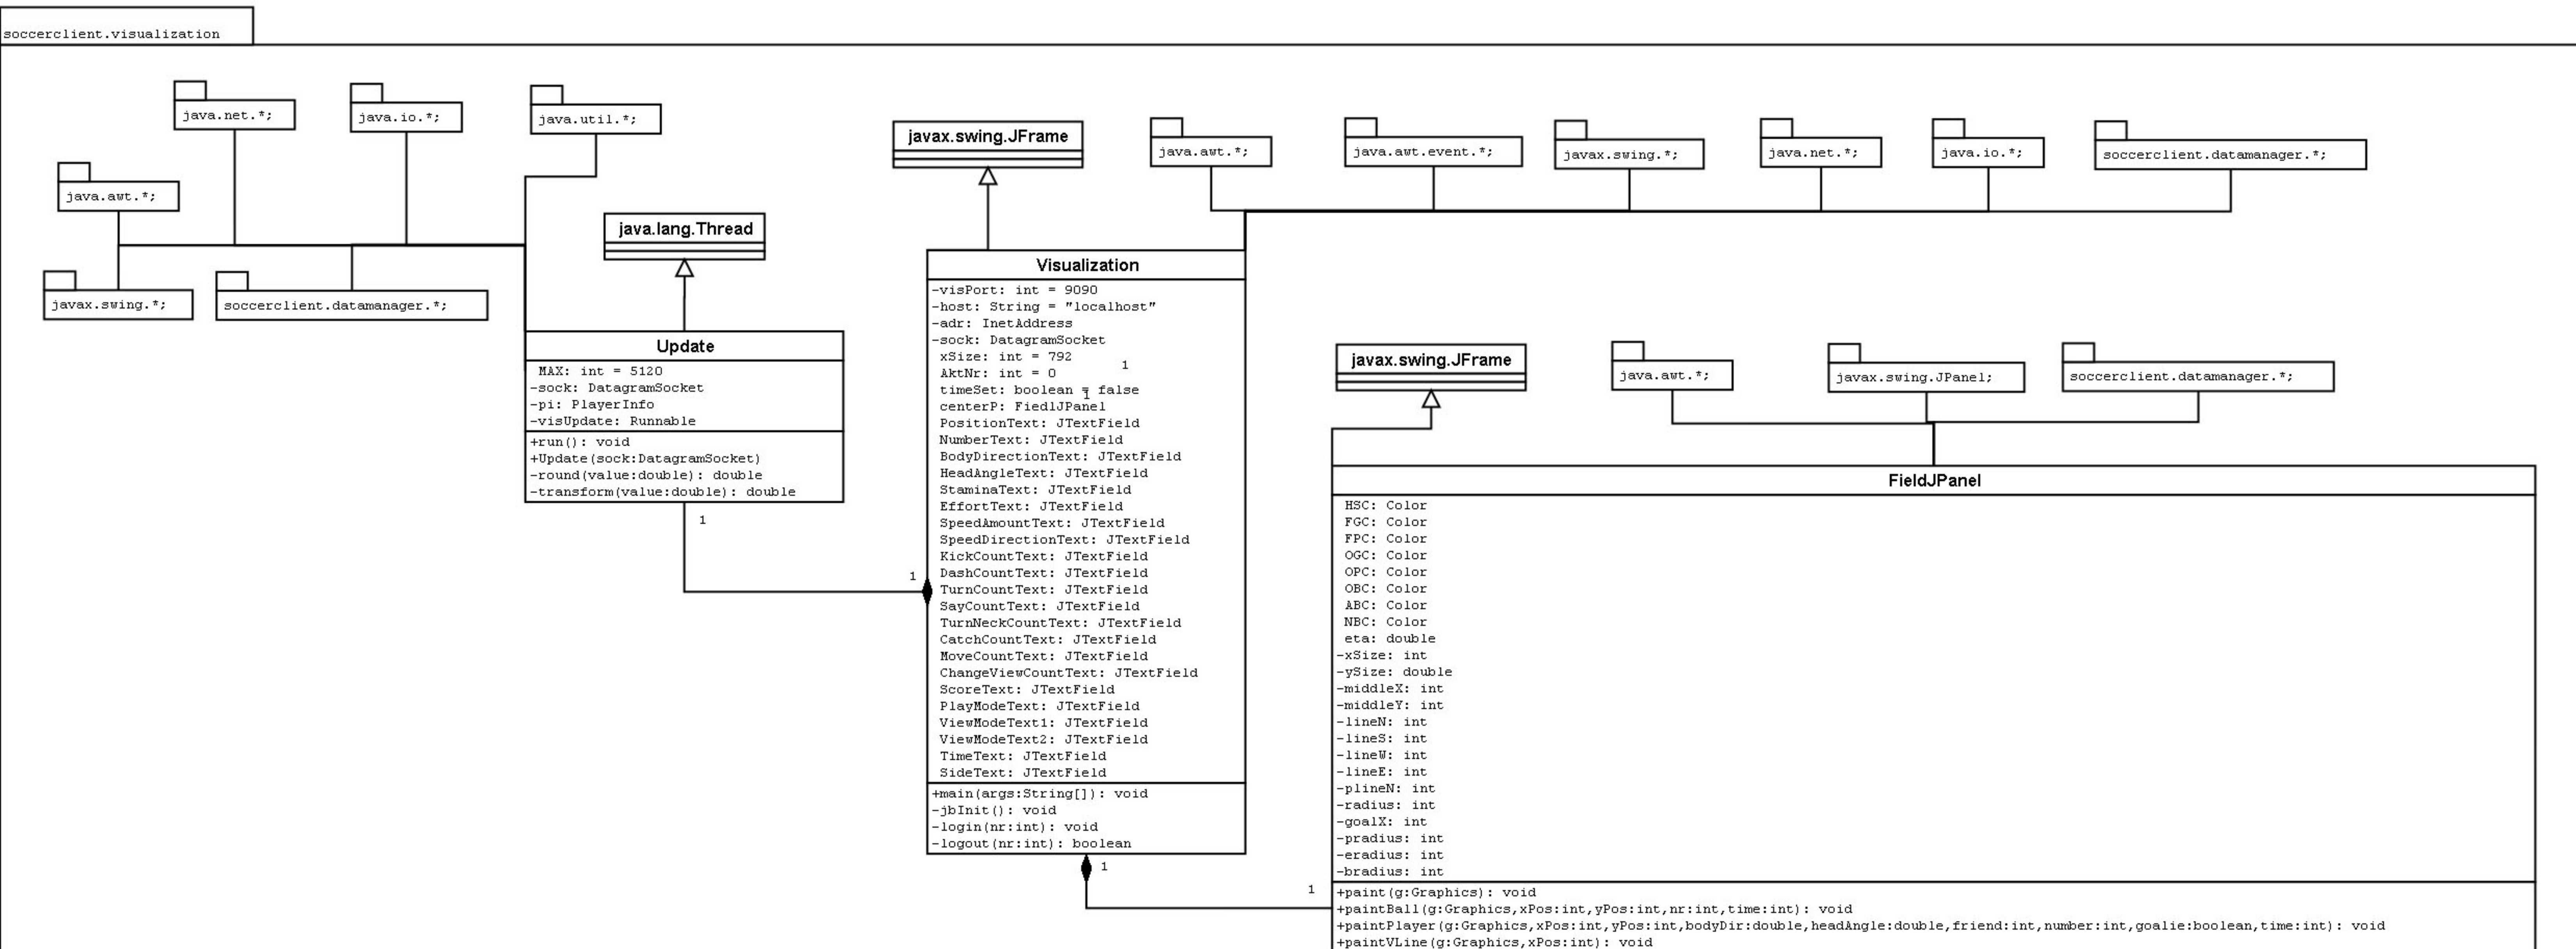 soccerclient.visualization
java.net.*;
java.io.*;
java.util.*;
java.awt.*;
javax.swing.*;
soccerclient.datamanager.*;
java.lang.Thread
Update
MAX: int = 5120
-sock: DatagramSocket
-pi: PlayerInfo
-visUpdate: Runnable
+run(): void
+Update(sock:DatagramSocket)
-round(value:double): double
-transform(value:double): double
1
1
javax.swing.JFrame
java.awt.*;
java.awt.event.*;
javax.swing.*;
java.net.*;
java.io.*;
soccerclient.datamanager.*;
Visualization
-visPort: int = 9090
-host: String = "localhost"
-adr: InetAddress
-sock: DatagramSocket
xSize: int = 792
1
AktNr: int = 0
timeSet: boolean = false
1
centerP: FiedlJPanel
PositionText: JTextField
NumberText: JTextField
BodyDirectionText: JTextField
HeadAngleText: JTextField
StaminaText: JTextField
EffortText: JTextField
SpeedAmountText: JTextField
SpeedDirectionText: JTextField
KickCountText: JTextField
DashCountText: JTextField
TurnCountText: JTextField
SayCountText: JTextField
TurnNeckCountText: JTextField
CatchCountText: JTextField
MoveCountText: JTextField
ChangeViewCountText: JTextField
ScoreText: JTextField
PlayModeText: JTextField
ViewModeText1: JTextField
ViewModeText2: JTextField
TimeText: JTextField
SideText: JTextField
+main(args:String[]): void
-jbInit(): void
-login(nr:int): void
-logout(nr:int): boolean
1
1
javax.swing.JFrame
java.awt.*;
javax.swing.JPanel;
soccerclient.datamanager.*;
FieldJPanel
HSC: Color
FGC: Color
FPC: Color
OGC: Color
OPC: Color
OBC: Color
ABC: Color
NBC: Color
eta: double
-xSize: int
-ySize: double
-middleX: int
-middleY: int
-lineN: int
-lineS: int
-lineW: int
-lineE: int
-plineN: int
-radius: int
-goalX: int
-pradius: int
-eradius: int
-bradius: int
+paint(g:Graphics): void
+paintBall(g:Graphics,xPos:int,yPos:int,nr:int,time:int): void
+paintPlayer(g:Graphics,xPos:int,yPos:int,bodyDir:double,headAngle:double,friend:int,number:int,goalie:boolean,time:int): void
+paintVLine(g:Graphics,xPos:int): void